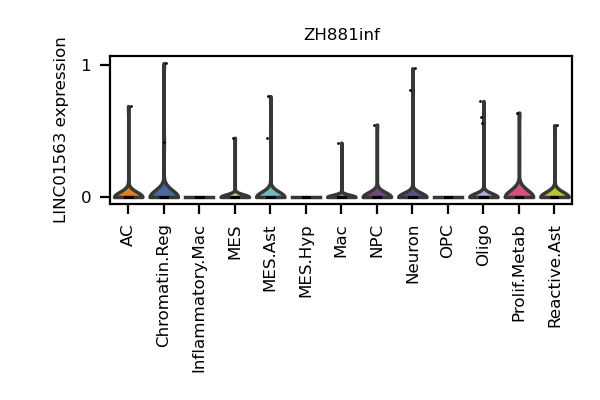 ZH881inf
LINC01563 expression
1
0
AC
Chromatin.Reg
Inflammatory.Mac
MES
MES.Ast
MES.Hyp
Mac
NPC
Neuron
OPC
Oligo
Prolif.Metab
Reactive.Ast